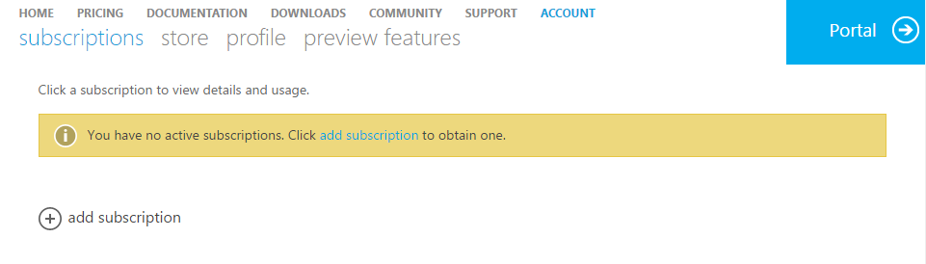 HOME PRICING DOCUMENTATION DOWNLOADS COMMUNITY SUPPORT ACCOUNT
subscriptions store profile preview features
Portal
Click a subscription to view details and usage.
You have no active subscriptions. Click add subscription to obtain one.
add subscription